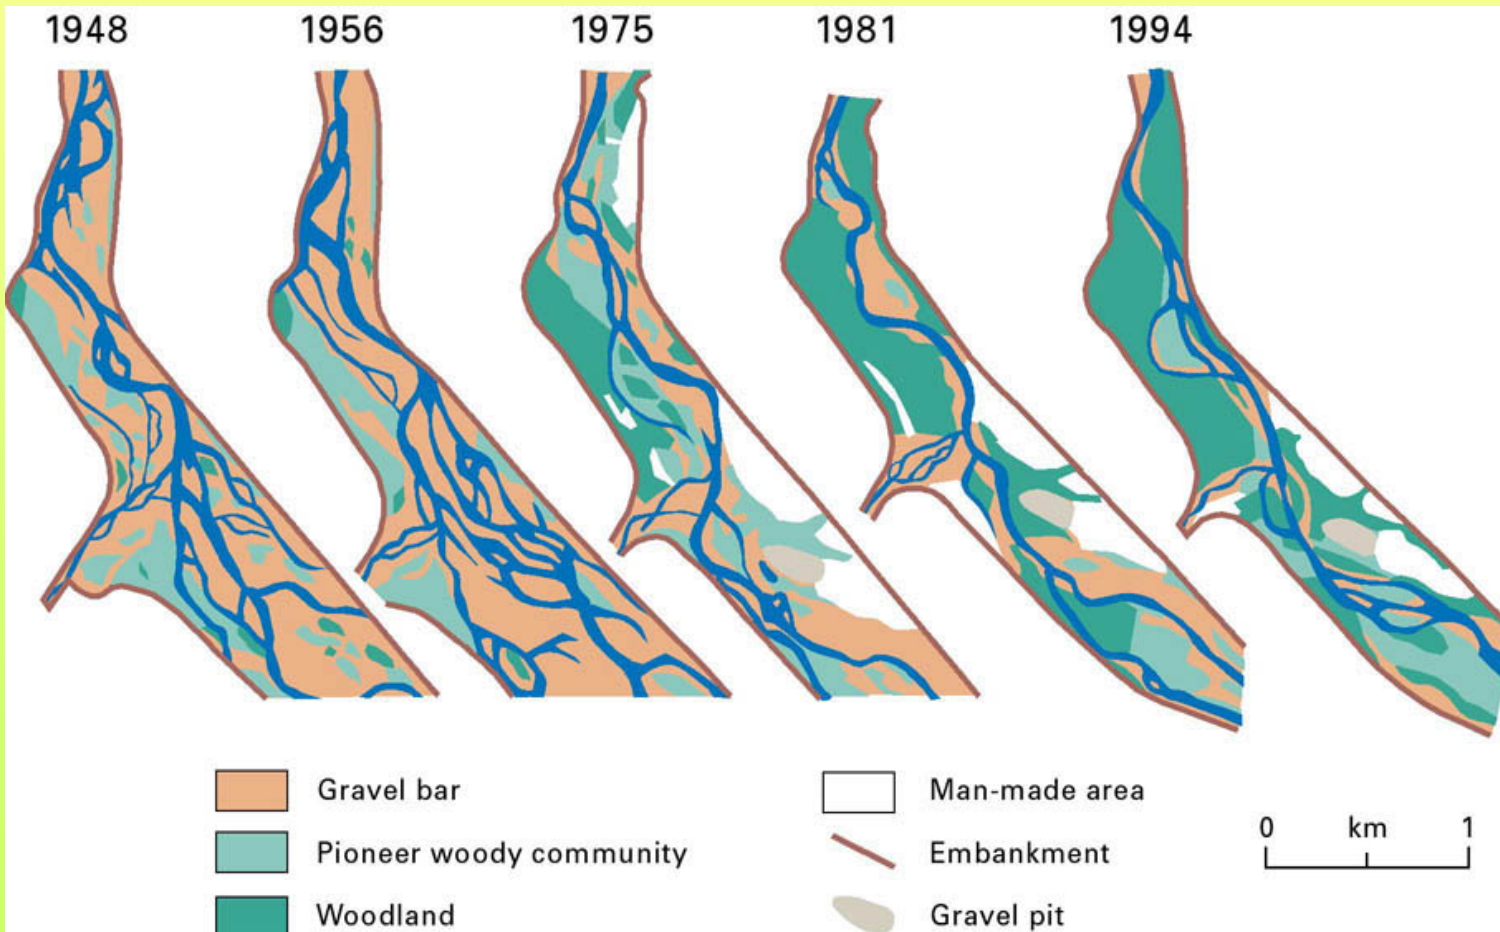 1948 1956 1975 1981 1994
Gravel bar
Pioneer woody community
Woodland
Man-made area
Embankment
Gravel pit
0 km 1